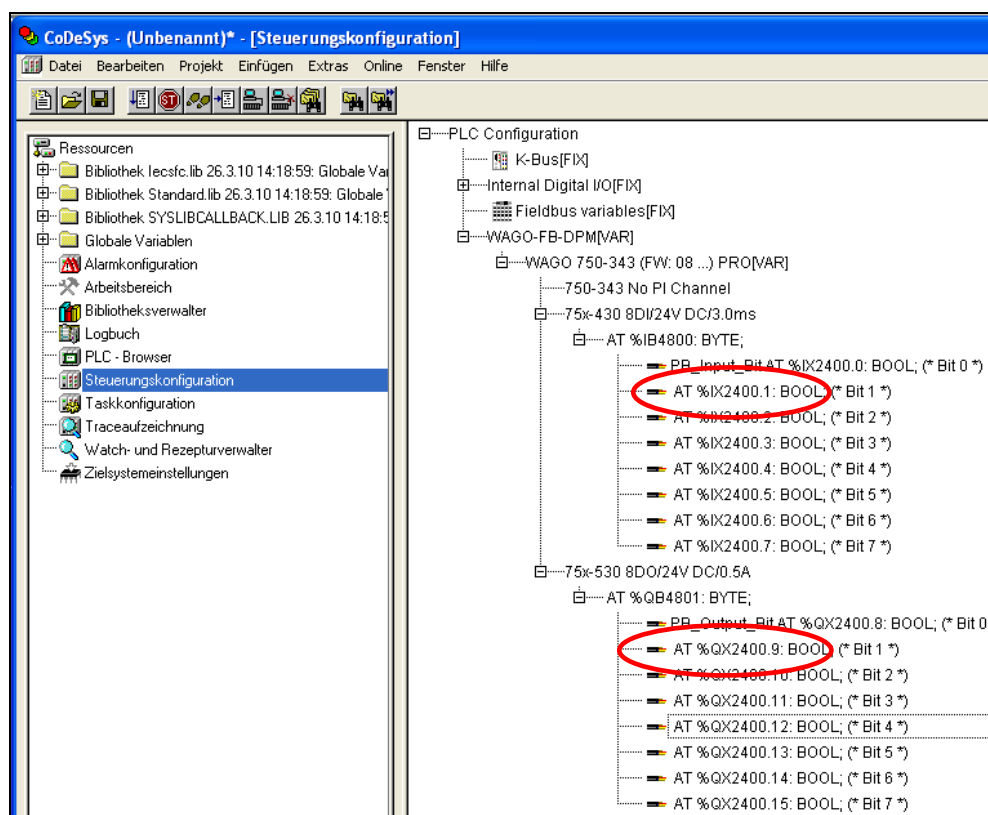 CoDeSys - (Unbenannt)* - [Steuerungskonfiguration]
Datei Bearbeiten Projekt Einfügen Extras Online Fenster Hilfe
Ressourcen
Bibliothek Iecsfc.lib 26.3.10 14:18:59: Globale Var
Bibliothek Standard.lib 26.3.10 14:18:59: Globale
Bibliothek SYSLIBCALLBACK.LIB 26.3.10 14:18:5
Globale Variablen
Alarmkonfiguration
Arbeitsbereich
Bibliotheksverwalter
Logbuch
PLC - Browser
Steuerungskonfiguration
Taskkonfiguration
Traceaufzeichnung
Watch- und Rezepturverwalter
Zielsystemeinstellungen
PLC Configuration
K-Bus[FIX]
Internal Digital I/O[FIX]
Fieldbus variables[FIX]
WAGO-FB-DPM[VAR]
WAGO 750-343 (FW: 08 ...) PRO[VAR]
750-343 No PI Channel
75x-430 8DI/24V DC/3.0ms
AT %IB4800: BYTE;
PB_Input_Bit AT %IX2400.0: BOOL; (* Bit 0 *)
AT %IX2400.1: BOOL; (* Bit 1 *)
AT %IX2400.2: BOOL; (* Bit 2 *)
AT %IX2400.3: BOOL; (* Bit 3 *)
AT %IX2400.4: BOOL; (* Bit 4 *)
AT %IX2400.5: BOOL; (* Bit 5 *)
AT %IX2400.6: BOOL; (* Bit 6 *)
AT %IX2400.7: BOOL; (* Bit 7 *)
75x-530 8DO/24V DC/0.5A
AT %QB4801: BYTE;
PB_Output_Bit AT %QX2400.8: BOOL; (* Bit 0
AT %QX2400.9: BOOL; (* Bit 1 *)
AT %QX2400.10: BOOL; (* Bit 2 *)
AT %QX2400.11: BOOL; (* Bit 3 *)
AT %QX2400.12: BOOL; (* Bit 4 *)
AT %QX2400.13: BOOL; (* Bit 5 *)
AT %QX2400.14: BOOL; (* Bit 6 *)
AT %QX2400.15: BOOL; (* Bit 7 *)